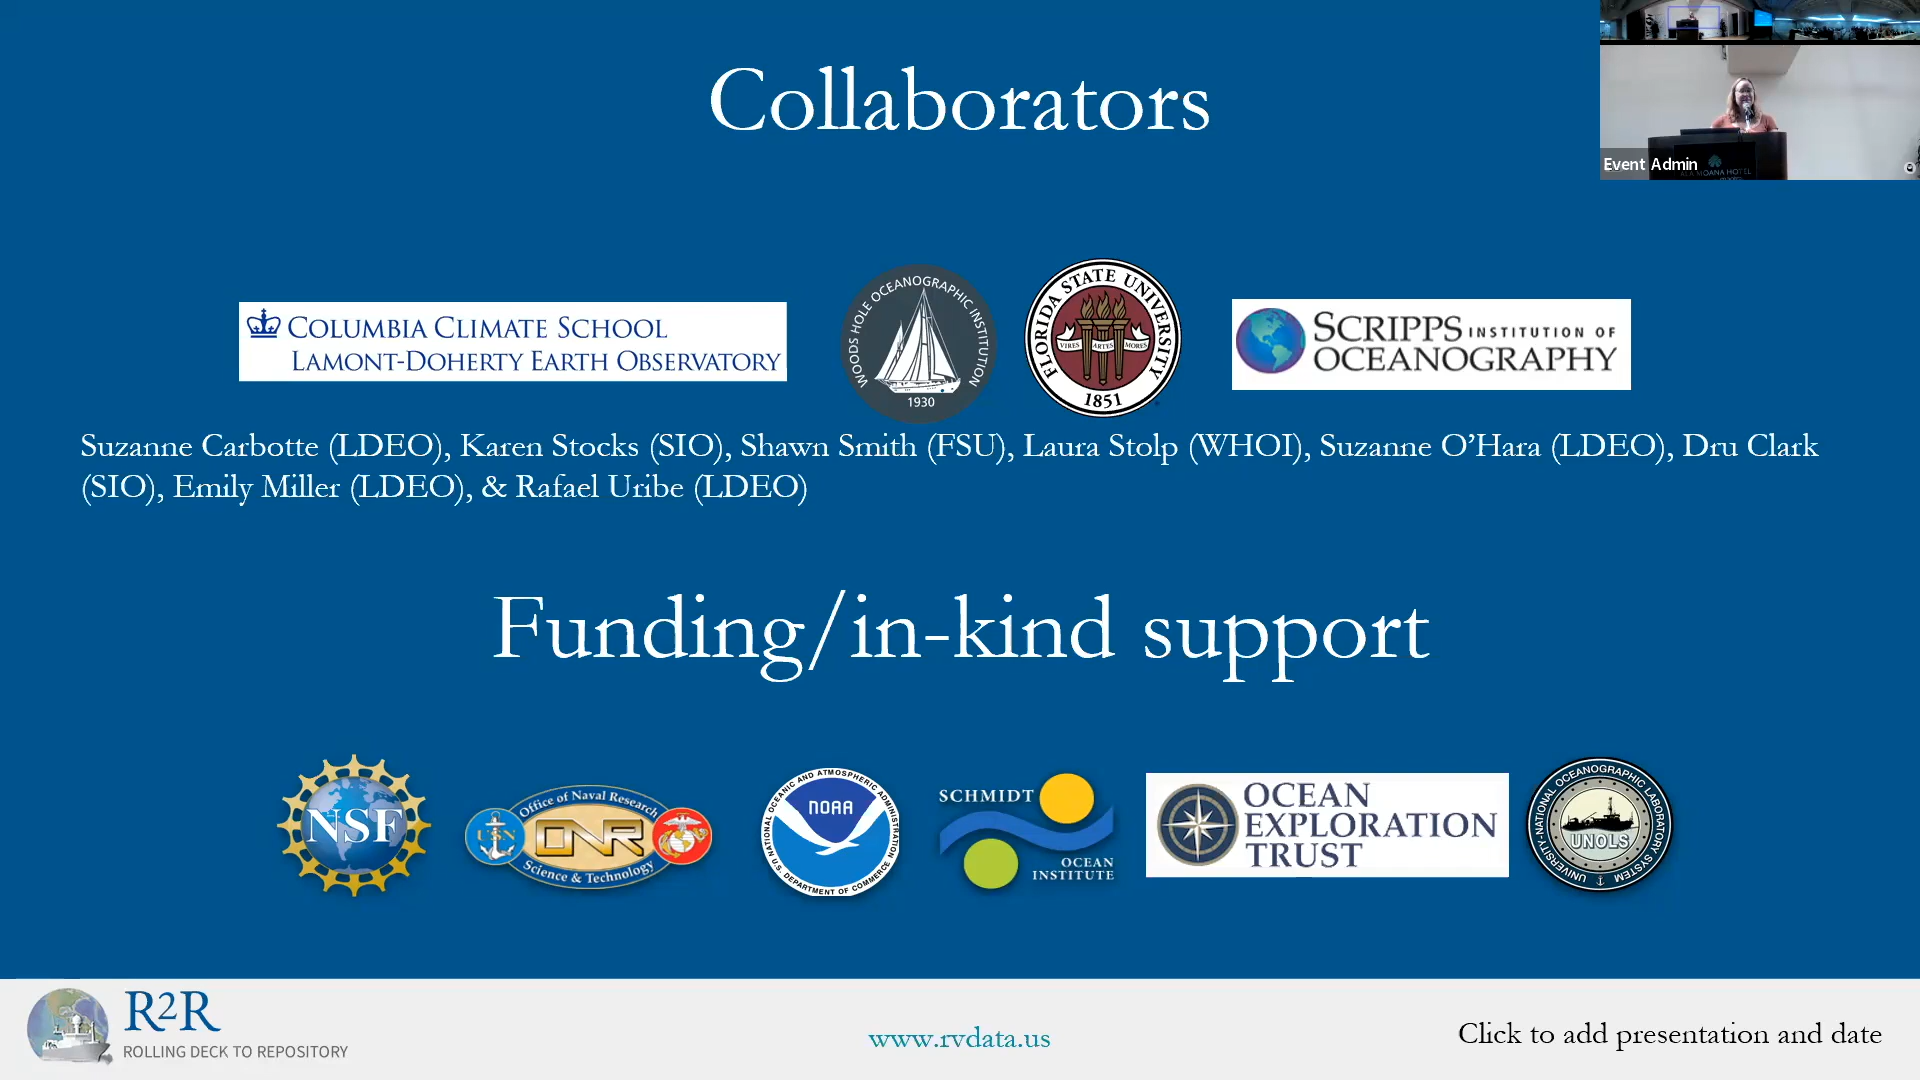 Collaborators
Event Admin
COLUMBIA CLIMATE SCHOOL
LAMONT-DOHERTY EARTH OBSERVATORY
WOODS HOLE OCEANOGRAPHIC INSTITUTION
1930
FLORIDA STATE UNIVERSITY
VIRES ARTES MORES
1851
SCRIPPS INSTITUTION OF
OCEANOGRAPHY
Suzanne Carbotte (LDEO), Karen Stocks (SIO), Shawn Smith (FSU), Laura Stolp (WHOI), Suzanne O’Hara (LDEO), Dru Clark
(SIO), Emily Miller (LDEO), & Rafael Uribe (LDEO)
Funding/in-kind support
NSF
Office of Naval Research
USN
ONR
Science & Technology
NATIONAL OCEANIC AND ATMOSPHERIC ADMINISTRATION
NOAA
U.S. DEPARTMENT OF COMMERCE
SCHMIDT
OCEAN
INSTITUTE
OCEAN
EXPLORATION
TRUST
UNIVERSITY-NATIONAL OCEANOGRAPHIC LABORATORY SYSTEM
UNOLS
R2R
ROLLING DECK TO REPOSITORY
www.rvdata.us
Click to add presentation and date